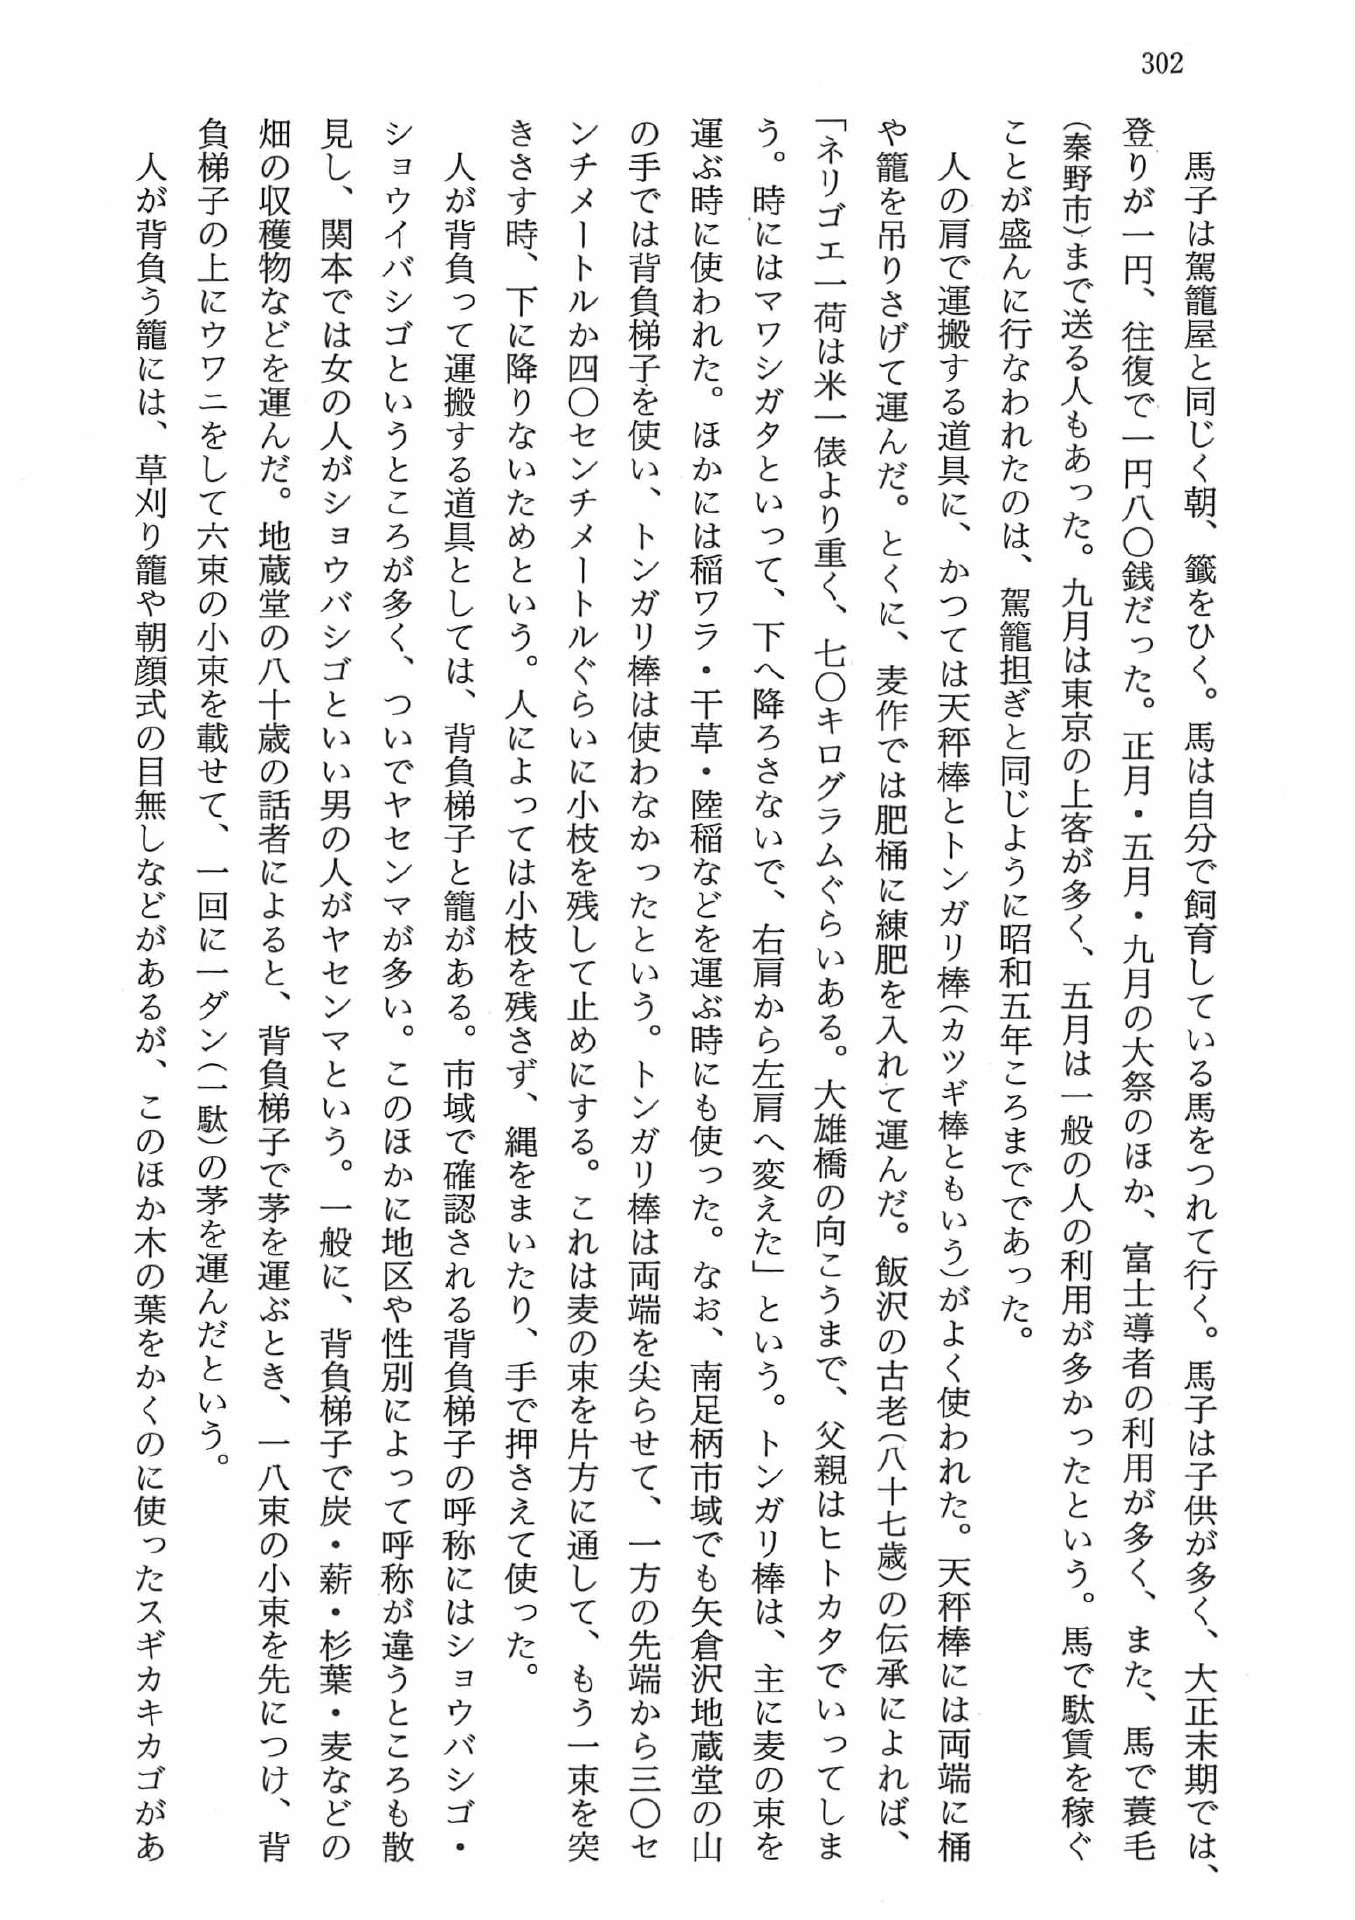 302
　馬子は駕籠屋と同じく朝、籤をひく。馬は自分で飼育している馬をつれて行く。馬子は子供が多く、大正末期では、
登りが一円、往復で一円八〇銭だった。正月・五月・九月の大祭のほか、富士導者の利用が多く、また、馬で蓑毛
（秦野市）まで送る人もあった。九月は東京の上客が多く、五月は一般の人の利用が多かったという。馬で駄賃を稼ぐ
ことが盛んに行なわれたのは、駕籠担ぎと同じように昭和五年ころまでであった。
　人の肩で運搬する道具に、かつては天秤棒とトンガリ棒（カツギ棒ともいう）がよく使われた。天秤棒には両端に桶
や籠を吊りさげて運んだ。とくに、麦作では肥桶に練肥を入れて運んだ。飯沢の古老（八十七歳）の伝承によれば、
「ネリゴエ一荷は米一俵より重く、七〇キログラムぐらいある。大雄橋の向こうまで、父親はヒトカタでいってしま
う。時にはマワシガタといって、下へ降ろさないで、右肩から左肩へ変えた」という。トンガリ棒は、主に麦の束を
運ぶ時に使われた。ほかには稲ワラ・干草・陸稲などを運ぶ時にも使った。なお、南足柄市域でも矢倉沢地蔵堂の山
の手では背負梯子を使い、トンガリ棒は使わなかったという。トンガリ棒は両端を尖らせて、一方の先端から三〇セ
ンチメートルか四〇センチメートルぐらいに小枝を残して止めにする。これは麦の束を片方に通して、もう一束を突
きさす時、下に降りないためという。人によっては小枝を残さず、縄をまいたり、手で押さえて使った。
　人が背負って運搬する道具としては、背負梯子と籠がある。市域で確認される背負梯子の呼称にはショウバシゴ・
ショウイバシゴというところが多く、ついでヤセンマが多い。このほかに地区や性別によって呼称が違うところも散
見し、関本では女の人がショウバシゴといい男の人がヤセンマという。一般に、背負梯子で炭・薪・杉葉・麦などの
畑の収穫物などを運んだ。地蔵堂の八十歳の話者によると、背負梯子で茅を運ぶとき、一八束の小束を先につけ、背
負梯子の上にウワニをして六束の小束を載せて、一回に一ダン（一駄）の茅を運んだという。
　人が背負う籠には、草刈り籠や朝顔式の目無しなどがあるが、このほか木の葉をかくのに使ったスギカキカゴがあ